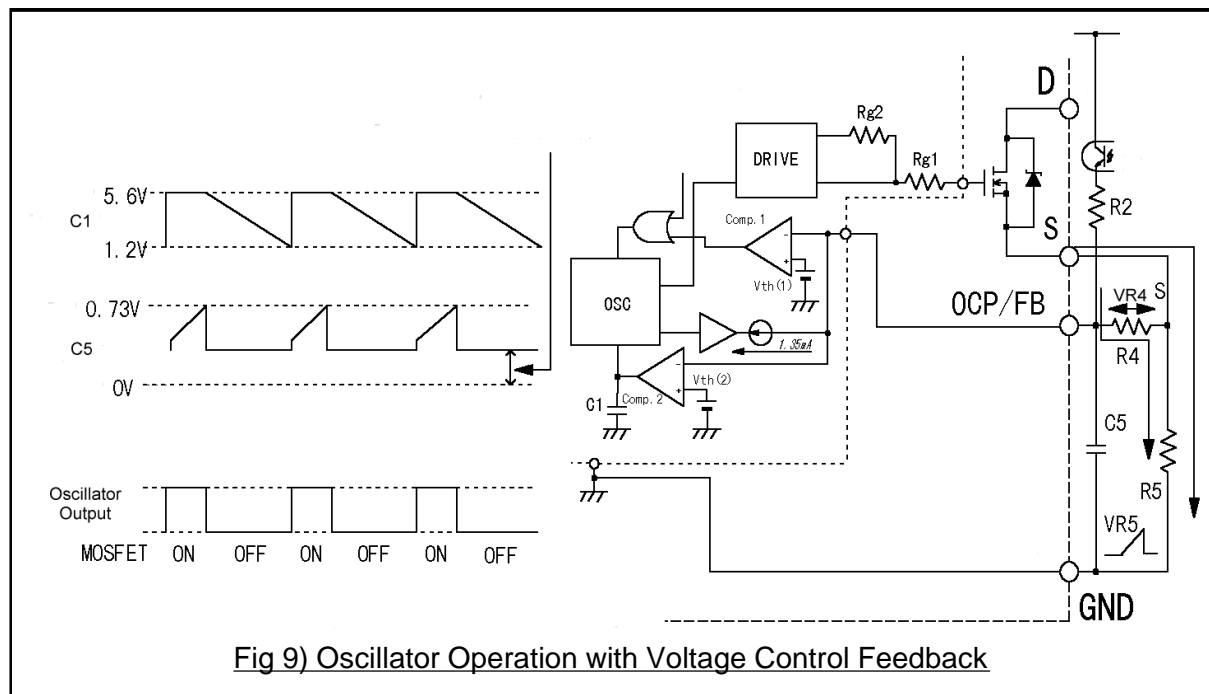 5.6V
C1
1.2V
0.73V
C5
0V
Oscillator
Output
MOSFET ON OFF ON OFF ON OFF
D
Rg2
DRIVE
Rg1
R2
Comp.1
-
+
Vth(1)
S
OSC
OCP/FB
VR4
S
R4
1.35mA
-
+
Vth(2)
C1
Comp.2
C5
R5
VR5
GND
Fig 9) Oscillator Operation with Voltage Control Feedback